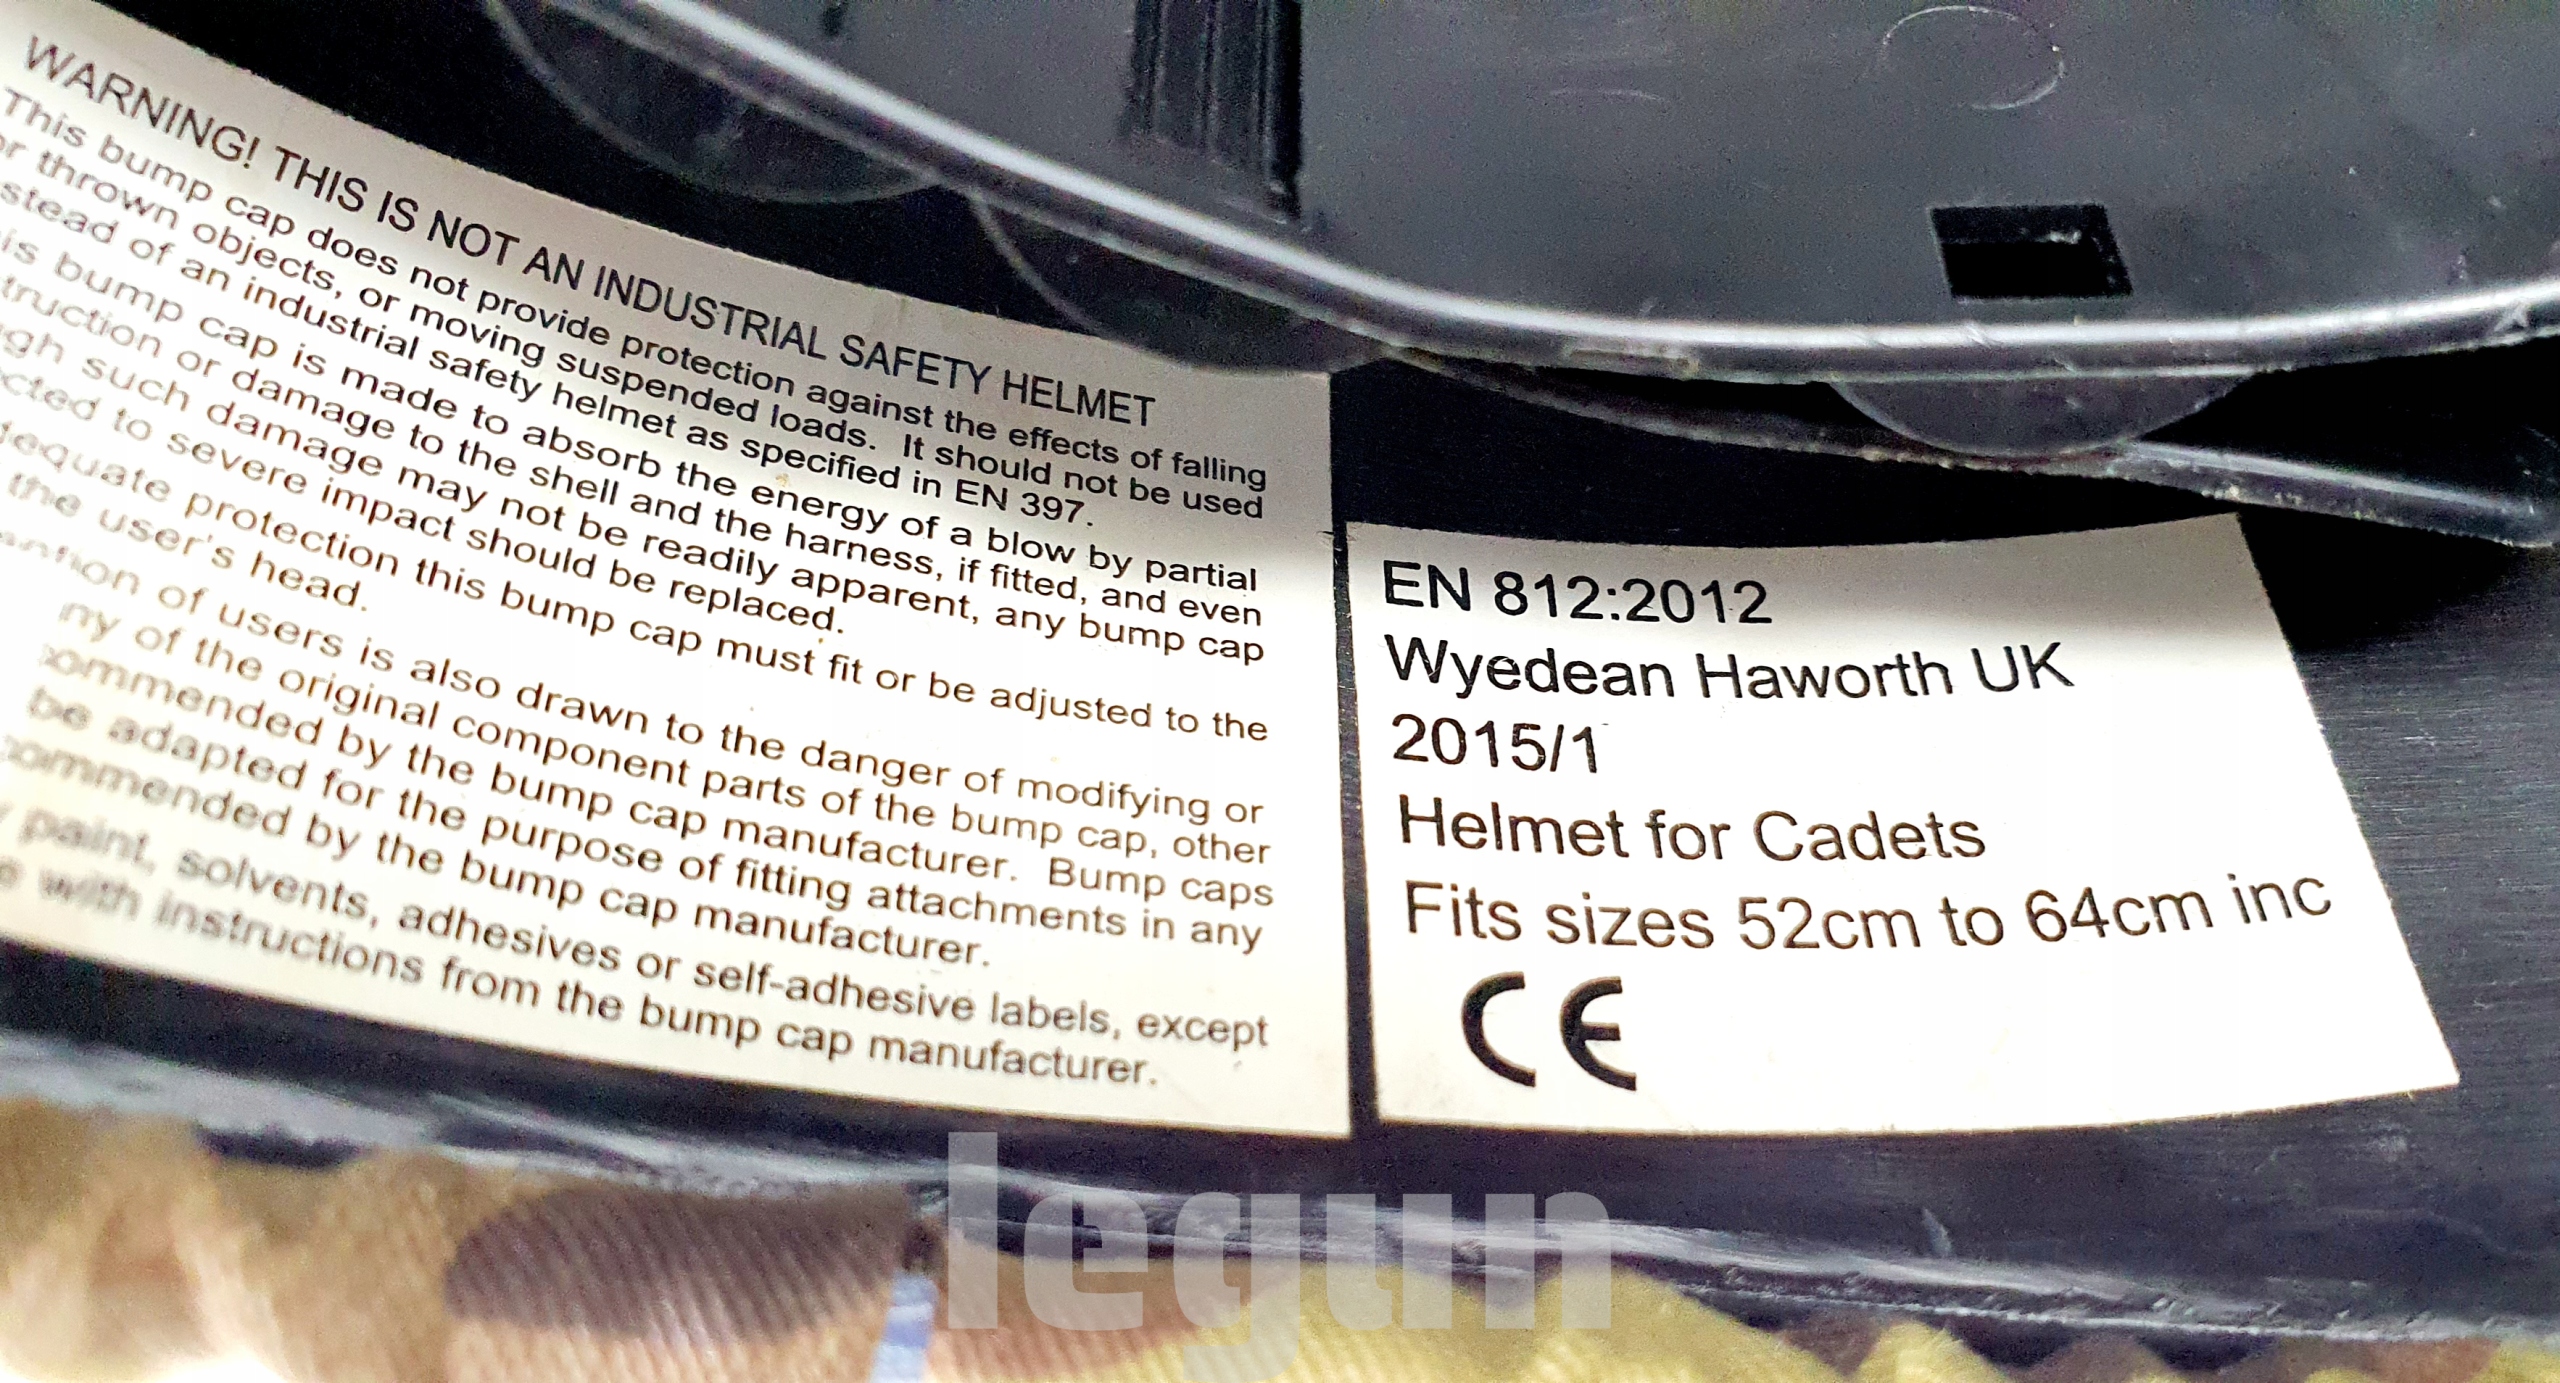 WARNING! THIS IS NOT AN INDUSTRIAL SAFETY HELMET
This bump cap does not provide protection against the effects of falling
or thrown objects, or moving suspended loads. It should not be used
stead of an industrial safety helmet as specified in EN 397.
is bump cap is made to absorb the energy of a blow by partial
truction or damage to the shell and the harness, if fitted, and even
gh such damage may not be readily apparent, any bump cap
cted to severe impact should be replaced.
dequate protection this bump cap must fit or be adjusted to the
the user's head.
of users is also drawn to the danger of modifying or
ny of the original component parts of the bump cap, other
ommended by the bump cap manufacturer. Bump caps
be adapted for the purpose of fitting attachments in any
ommended by the bump cap manufacturer.
paint, solvents, adhesives or self-adhesive labels, except
with instructions from the bump cap manufacturer.
EN 812:2012
Wyedean Haworth UK
2015/1
Helmet for Cadets
Fits sizes 52cm to 64cm inc
CE
legun